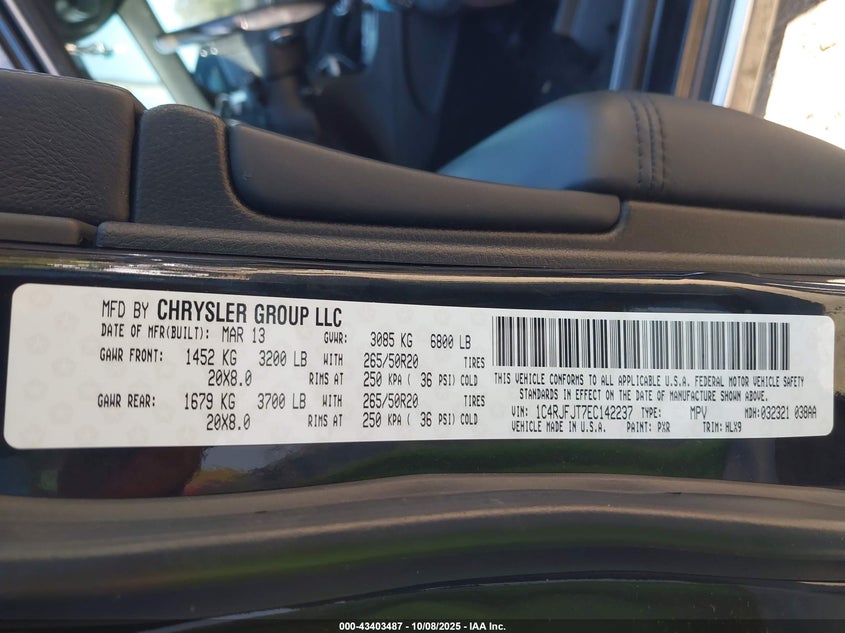 MFD BY CHRYSLER GROUP LLC
DATE OF MFR(BUILT): MAR 13 GVWR: 3085 KG 6800 LB
GAWR FRONT: 1452 KG 3200 LB WITH 265/50R20 TIRES
20X8.0 RIMS AT 250 KPA ( 36 PSI) COLD
GAWR REAR: 1679 KG 3700 LB WITH 265/50R20 TIRES
20X8.0 RIMS AT 250 KPA ( 36 PSI) COLD
THIS VEHICLE CONFORMS TO ALL APPLICABLE U.S.A. FEDERAL MOTOR VEHICLE SAFETY
STANDARDS IN EFFECT ON THE DATE OF MANUFACTURE SHOWN ABOVE.
VIN: 1C4RJFJT7EC142237 TYPE: MPV MDH: 032321 038AA
VEHICLE MADE IN U.S.A. PAINT: PXR TRIM: HLX9
000-43403487 - 10/08/2025 - IAA Inc.